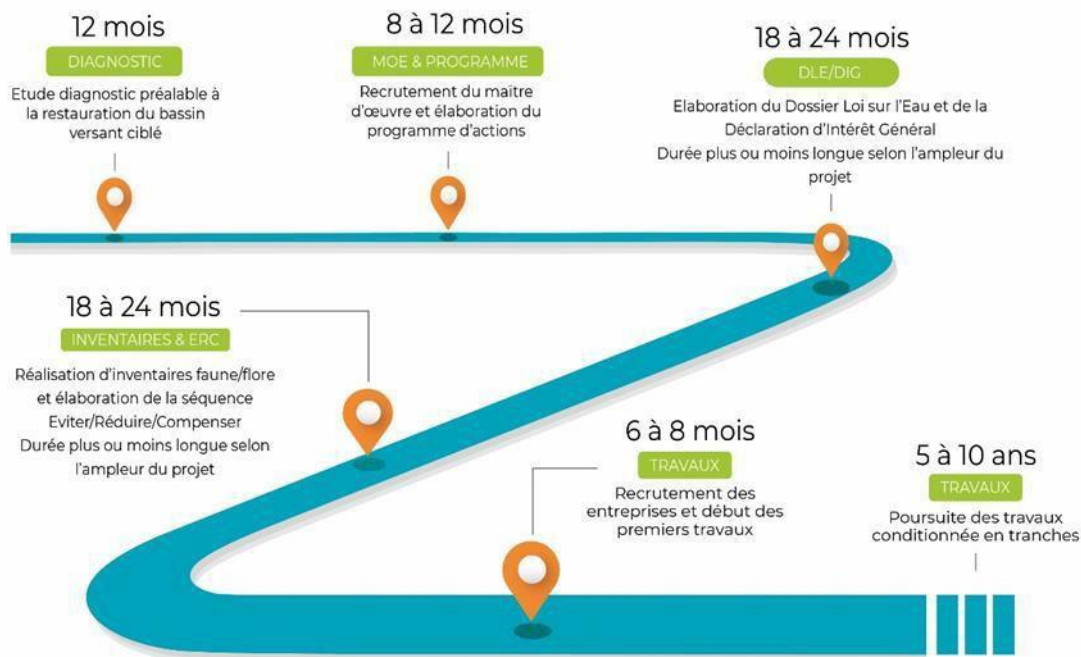 12 mois
DIAGNOSTIC
Etude diagnostic préalable à
la restauration du bassin
versant ciblé
8 à 12 mois
MOE & PROGRAMME
Recrutement du maître
d'œuvre et élaboration du
programme d'actions
18 à 24 mois
DLE/DIG
Elaboration du Dossier Loi sur l'Eau et de la
Déclaration d'Intérêt Général
Durée plus ou moins longue selon l'ampleur du
projet
18 à 24 mois
INVENTAIRES & ERC
Réalisation d'inventaires faune/flore
et élaboration de la séquence
Eviter/Réduire/Compenser
Durée plus ou moins longue selon
l'ampleur du projet
6 à 8 mois
TRAVAUX
Recrutement des
entreprises et début des
premiers travaux
5 à 10 ans
TRAVAUX
Poursuite des travaux
conditionnée en tranches